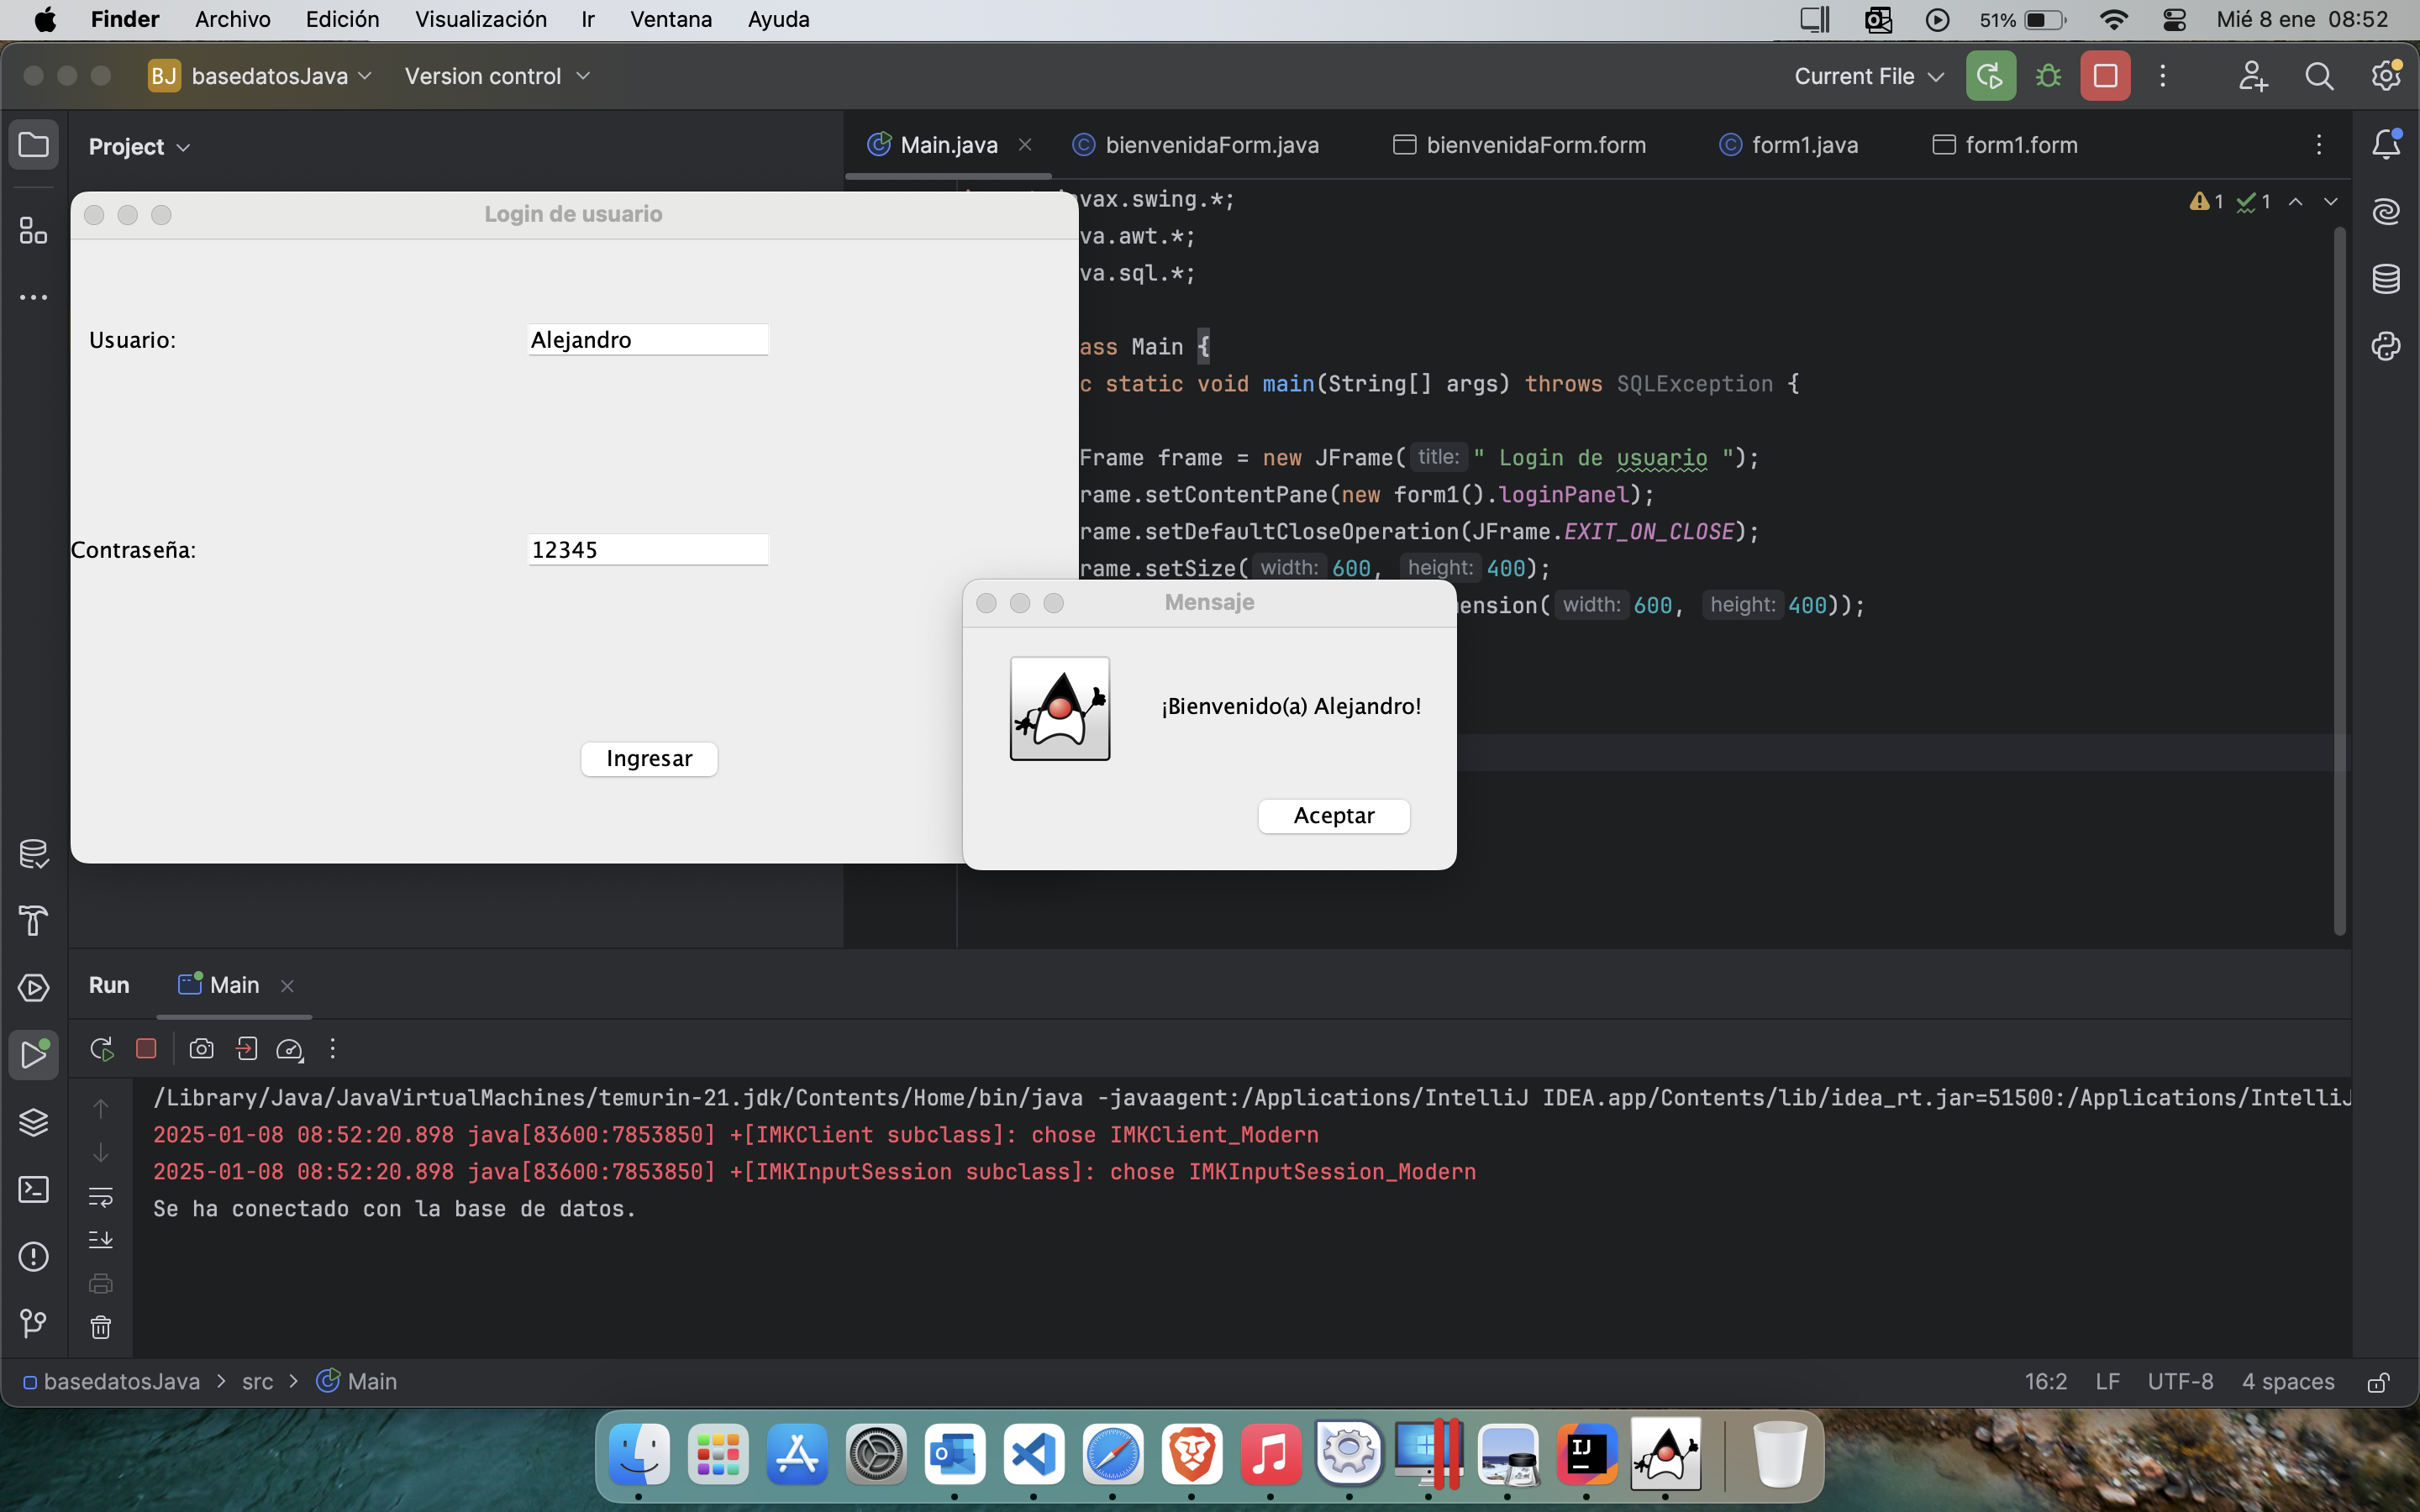 Finder Archivo Edición Visualización Ir Ventana Ayuda 51% Mié 8 ene 08:52
BJ basedatosJava Version control Current File
Project
Main.java bienvenidaForm.java bienvenidaForm.form form1.java form1.form
Login de usuario
Usuario: Alejandro
Contraseña: 12345
Ingresar
vax.swing.*; 1 1
va.awt.*;
va.sql.*;
ass Main {
c static void main(String[] args) throws SQLException {
Frame frame = new JFrame( title: " Login de usuario ");
rame.setContentPane(new form1().loginPanel);
rame.setDefaultCloseOperation(JFrame.EXIT_ON_CLOSE);
rame.setSize( width: 600, height: 400);
ension( width: 600, height: 400));
Mensaje
¡Bienvenido(a) Alejandro!
Aceptar
Run Main
/Library/Java/JavaVirtualMachines/temurin-21.jdk/Contents/Home/bin/java -javaagent:/Applications/IntelliJ IDEA.app/Contents/lib/idea_rt.jar=51500:/Applications/IntelliJ
2025-01-08 08:52:20.898 java[83600:7853850] +[IMKClient subclass]: chose IMKClient_Modern
2025-01-08 08:52:20.898 java[83600:7853850] +[IMKInputSession subclass]: chose IMKInputSession_Modern
Se ha conectado con la base de datos.
basedatosJava > src > Main 16:2 LF UTF-8 4 spaces